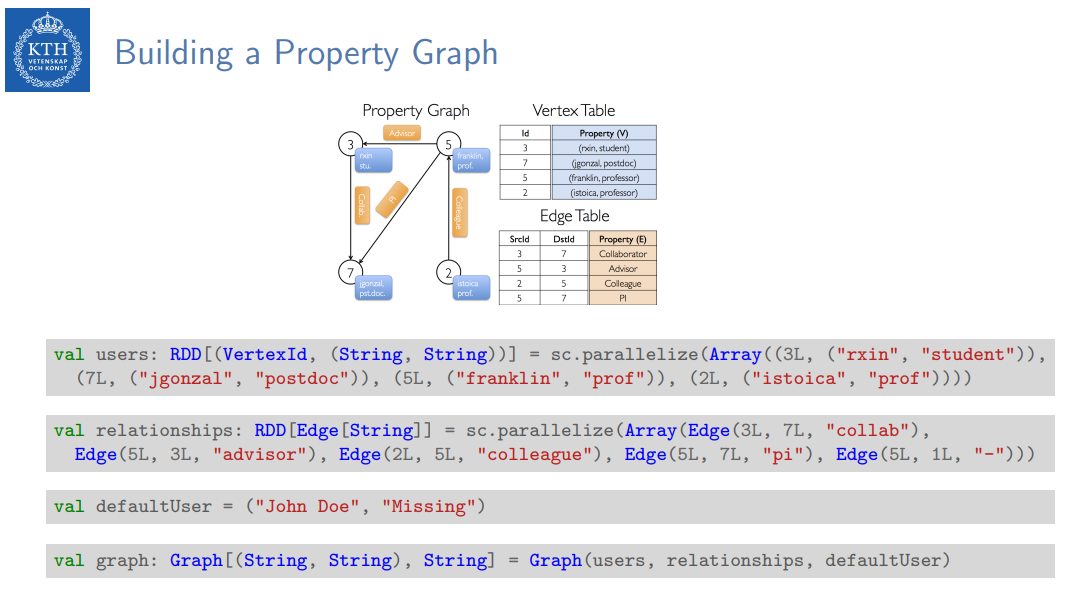 KTH
VETENSKAP
OCH KONST
Building a Property Graph
Property Graph
3
Advisor
5
rxin
stu.
franklin,
prof.
Collab.
PI
Colleague
7
jgonzal,
pst.doc.
2
istoica
prof.
Vertex Table
Id Property (V)
3 (rxin, student)
7 (jgonzal, postdoc)
5 (franklin, professor)
2 (istoica, professor)
Edge Table
SrcId DstId Property (E)
3 7 Collaborator
5 3 Advisor
2 5 Colleague
5 7 PI
val users: RDD[(VertexId, (String, String))] = sc.parallelize(Array((3L, ("rxin", "student")),
(7L, ("jgonzal", "postdoc")), (5L, ("franklin", "prof")), (2L, ("istoica", "prof"))))
val relationships: RDD[Edge[String]] = sc.parallelize(Array(Edge(3L, 7L, "collab"),
Edge(5L, 3L, "advisor"), Edge(2L, 5L, "colleague"), Edge(5L, 7L, "pi"), Edge(5L, 1L, "-")))
val defaultUser = ("John Doe", "Missing")
val graph: Graph[(String, String), String] = Graph(users, relationships, defaultUser)